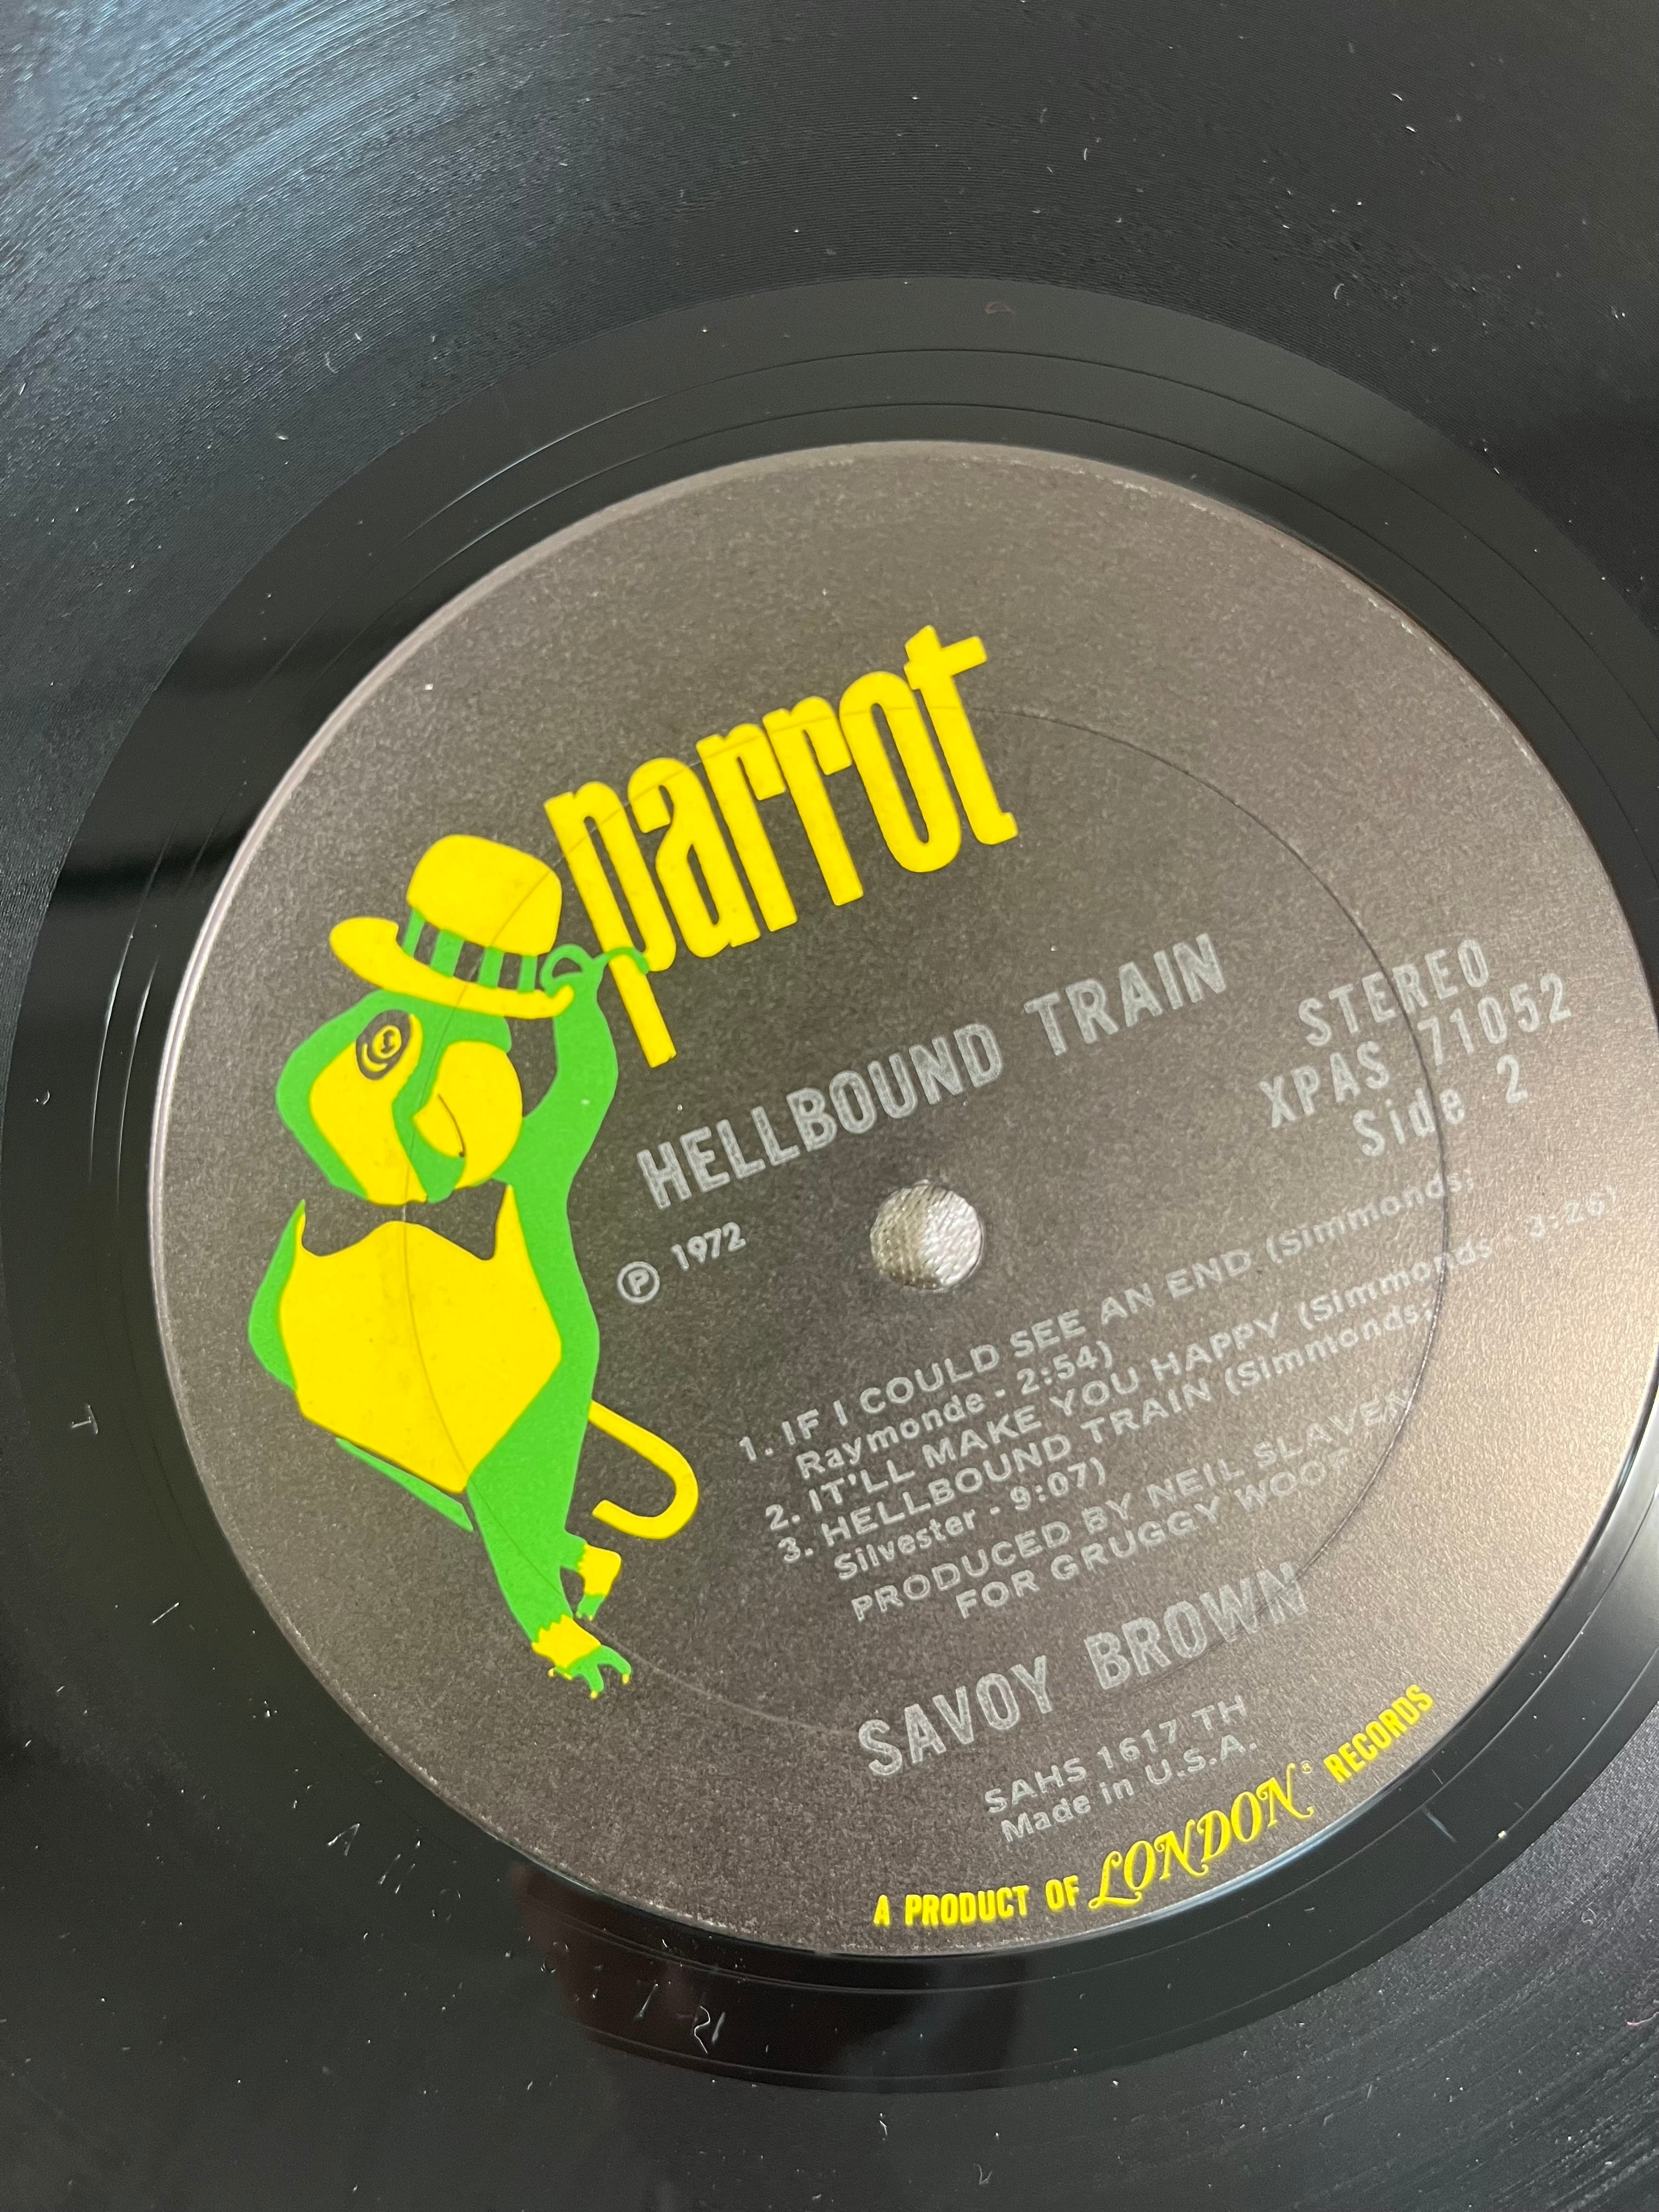 parrot
HELLBOUND TRAIN
STEREO
XPAS 71052
Side 2
℗ 1972
1. IF I COULD SEE AN END (Simmonds;
Raymonde - 2:54)
2. IT'LL MAKE YOU HAPPY (Simmonds - 3:26)
3. HELLBOUND TRAIN (Simmonds;
Silvester - 9:07)
PRODUCED BY NEIL SLAVEN
FOR GRUGGY WOOF
SAVOY BROWN
SAHS 1617 TH
Made in U.S.A.
A PRODUCT OF LONDON® RECORDS